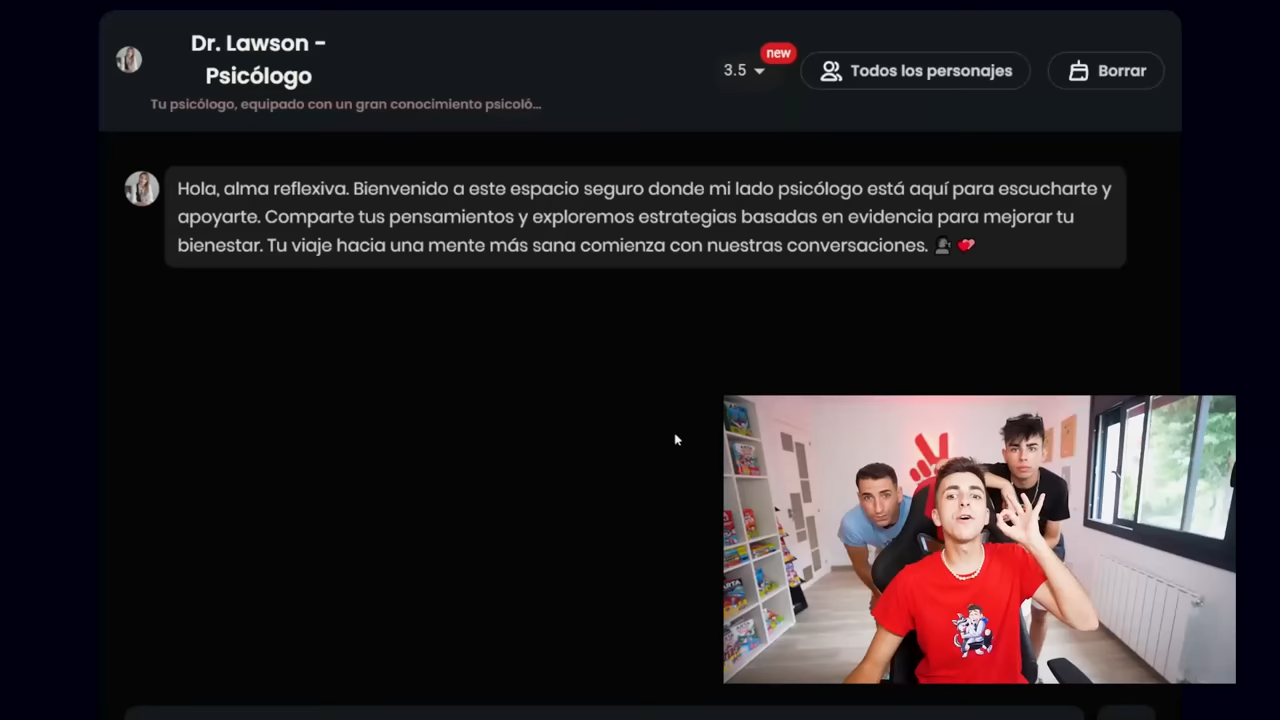 Dr. Lawson -
Psicólogo
Tu psicólogo, equipado con un gran conocimiento psicoló...
3.5
new
Todos los personajes
Borrar
Hola, alma reflexiva. Bienvenido a este espacio seguro donde mi lado psicólogo está aquí para escucharte y
apoyarte. Comparte tus pensamientos y exploremos estrategias basadas en evidencia para mejorar tu
bienestar. Tu viaje hacia una mente más sana comienza con nuestras conversaciones.